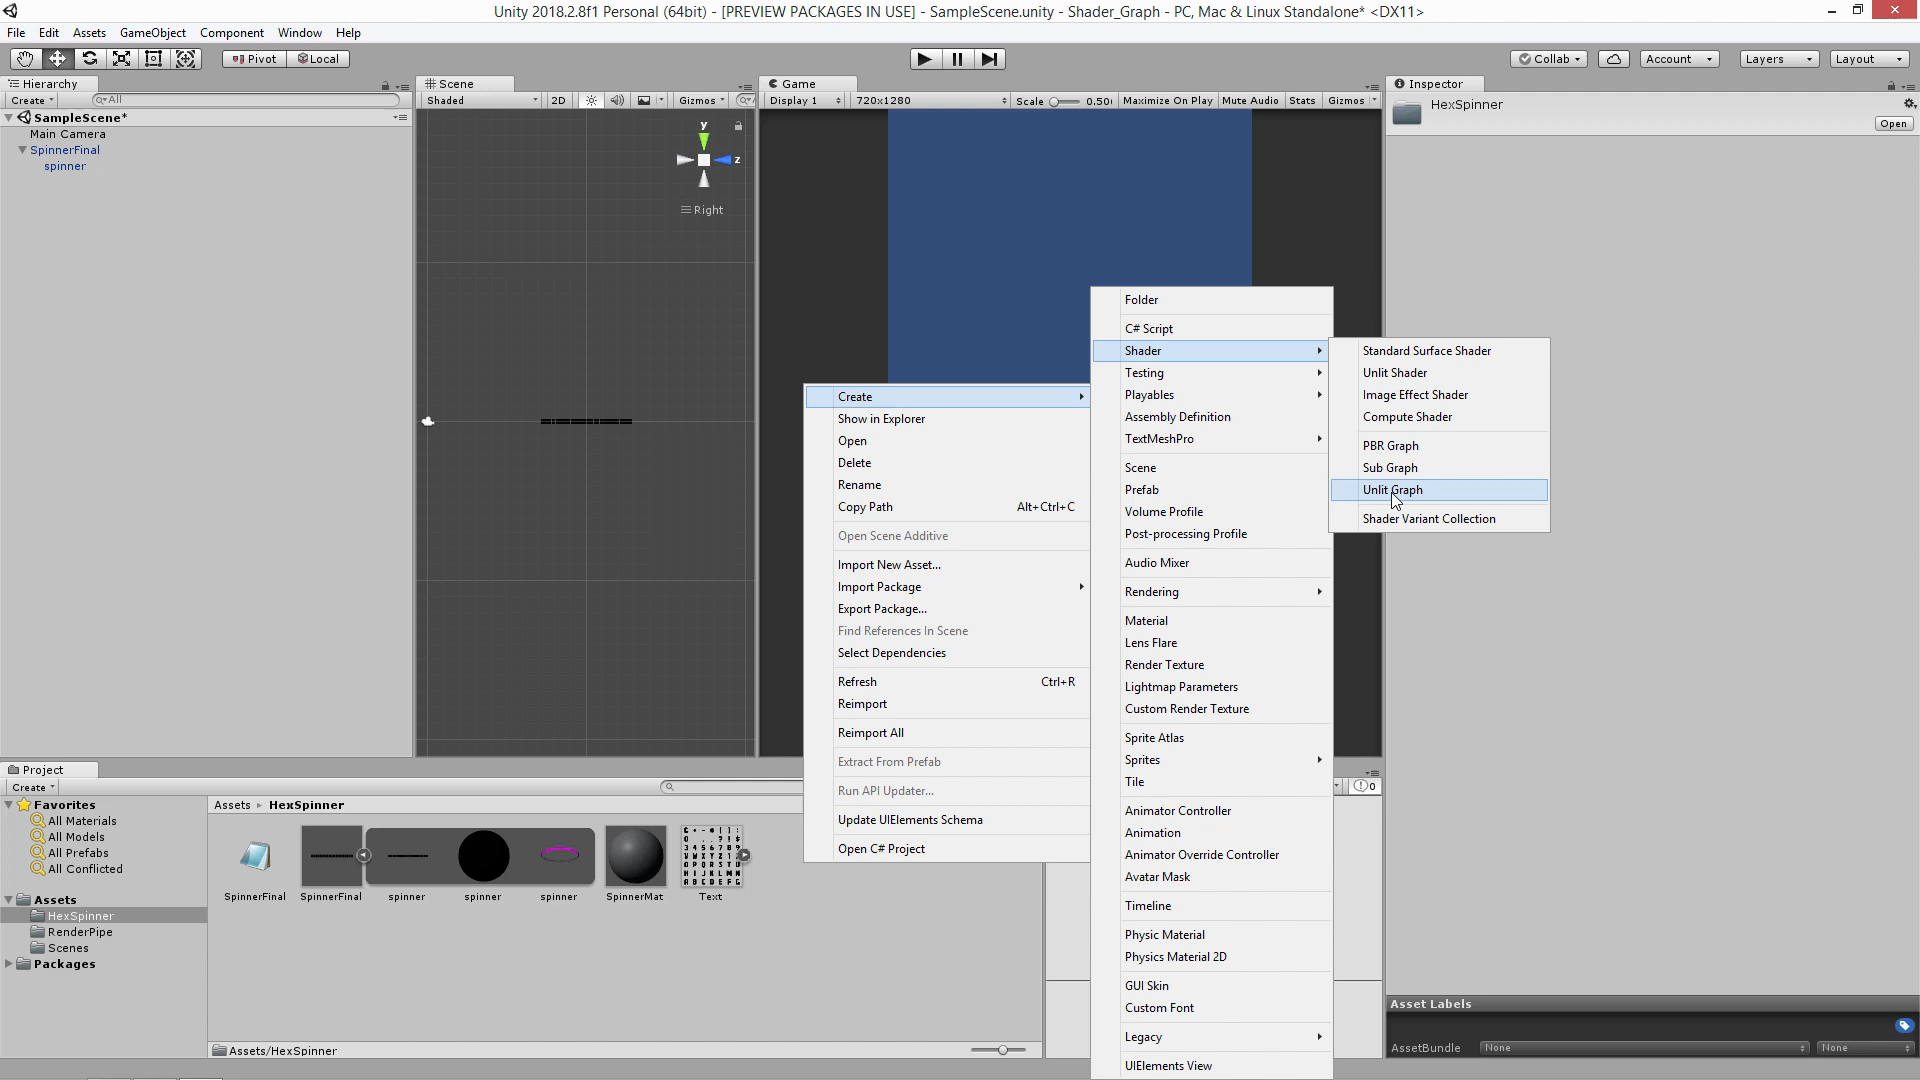 Unity 2018.2.8f1 Personal (64bit) - [PREVIEW PACKAGES IN USE] - SampleScene.unity - Shader_Graph - PC, Mac & Linux Standalone* <DX11>
File Edit Assets GameObject Component Window Help
Pivot Local Collab Account Layers Layout
Hierarchy
Create All
SampleScene*
Main Camera
SpinnerFinal
spinner
Scene
Shaded 2D Gizmos
y
z
Right
Game
Display 1 720x1280 Scale 0.50 Maximize On Play Mute Audio Stats Gizmos
Inspector
HexSpinner
Open
Create
Show in Explorer
Open
Delete
Rename
Copy Path Alt+Ctrl+C
Open Scene Additive
Import New Asset...
Import Package
Export Package...
Find References In Scene
Select Dependencies
Refresh Ctrl+R
Reimport
Reimport All
Extract From Prefab
Run API Updater...
Update UIElements Schema
Open C# Project
Folder
C# Script
Shader
Testing
Playables
Assembly Definition
TextMeshPro
Scene
Prefab
Volume Profile
Post-processing Profile
Audio Mixer
Rendering
Material
Lens Flare
Render Texture
Lightmap Parameters
Custom Render Texture
Sprite Atlas
Sprites
Tile
Animator Controller
Animation
Animator Override Controller
Avatar Mask
Timeline
Physic Material
Physics Material 2D
GUI Skin
Custom Font
Legacy
UIElements View
Standard Surface Shader
Unlit Shader
Image Effect Shader
Compute Shader
PBR Graph
Sub Graph
Unlit Graph
Shader Variant Collection
Project
Create
Favorites
All Materials
All Models
All Prefabs
All Conflicted
Assets
HexSpinner
RenderPipe
Scenes
Packages
Assets HexSpinner
SpinnerFinal SpinnerFinal spinner spinner spinner SpinnerMat Text
Assets/HexSpinner
0
Asset Labels
AssetBundle None None